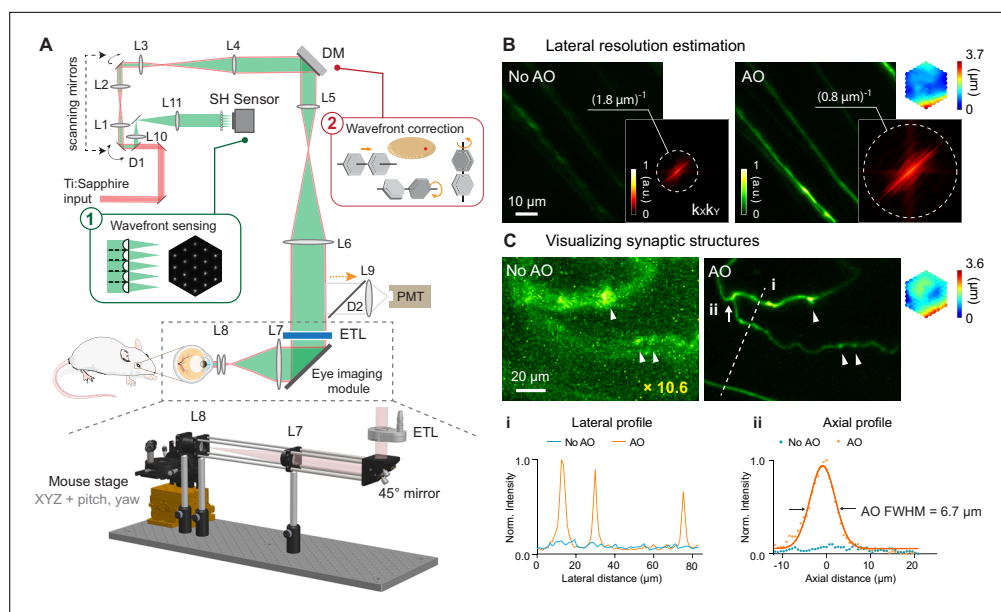 A
L3
L4
DM
scanning mirrors
L2
L11
SH Sensor
L5
L1
L10
D1
Ti:Sapphire
input
2
Wavefront correction
1
Wavefront sensing
L6
L9
D2
PMT
L8
L7
ETL
Eye imaging
module
L8
L7
ETL
45° mirror
Mouse stage
XYZ + pitch, yaw
B Lateral resolution estimation
No AO
(1.8 µm)-1
1
(a.u.)
0
1
(a.u.)
0
kXkY
10 µm
AO
(0.8 µm)-1
1
(a.u.)
0
3.7
(µm)
0
C Visualizing synaptic structures
No AO
20 µm
× 10.6
AO
i
ii
3.6
(µm)
0
i Lateral profile
No AO AO
Norm. Intensity
1.0
0.0
0 20 40 60 80
Lateral distance (µm)
ii Axial profile
No AO AO
Norm. Intensity
1.0
0.0
AO FWHM = 6.7 µm
-10 0 10 20
Axial distance (µm)